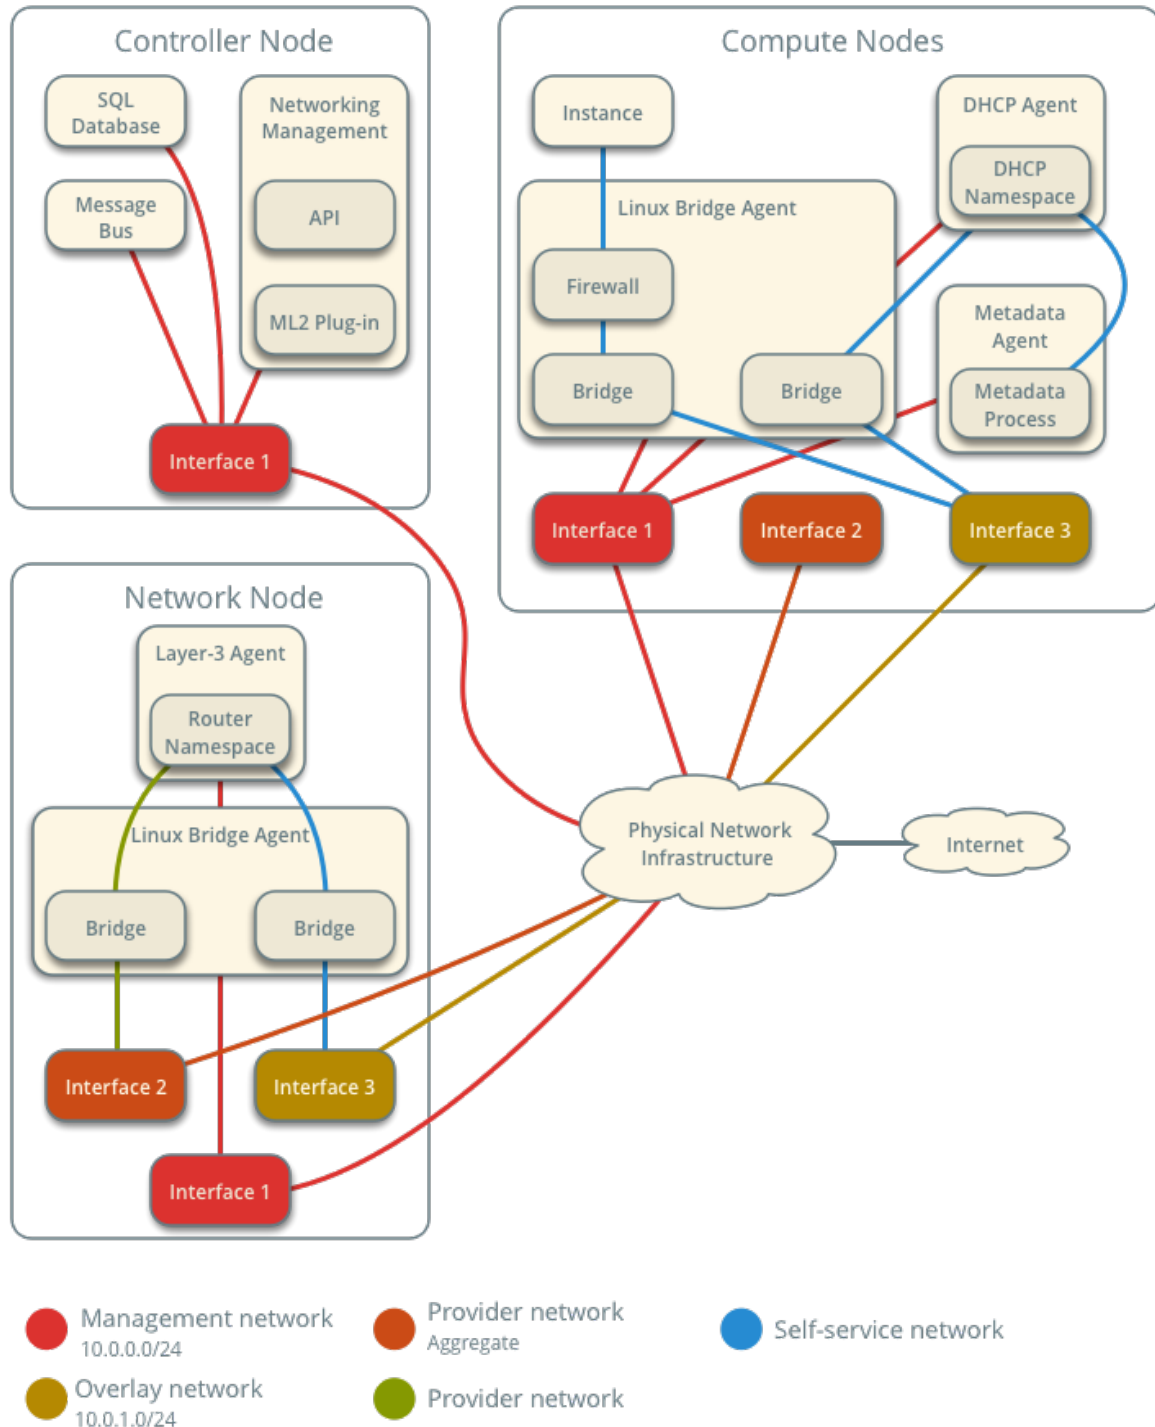 Controller Node
SQL
Database
Networking
Management
Message
Bus
API
ML2 Plug-in
Interface 1
Compute Nodes
Instance
DHCP Agent
DHCP
Namespace
Linux Bridge Agent
Firewall
Metadata
Agent
Bridge
Bridge
Metadata
Process
Interface 1
Interface 2
Interface 3
Network Node
Layer-3 Agent
Router
Namespace
Linux Bridge Agent
Bridge
Bridge
Interface 2
Interface 3
Interface 1
Physical Network
Infrastructure
Internet
Management network
10.0.0.0/24
Provider network
Aggregate
Self-service network
Overlay network
10.0.1.0/24
Provider network